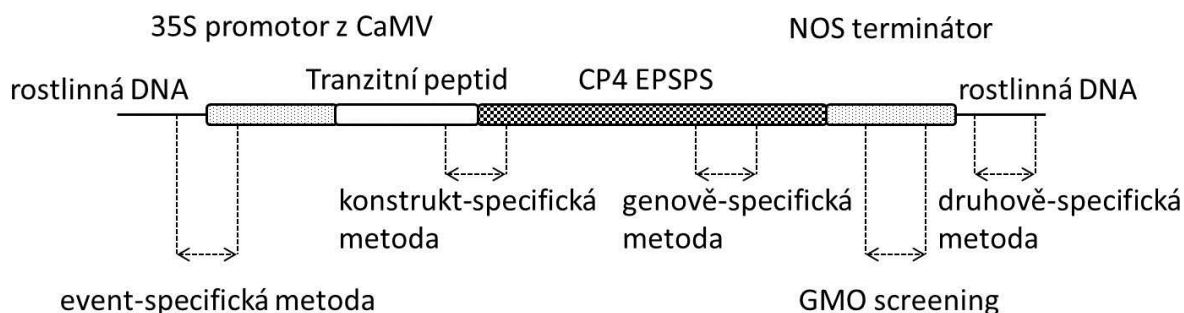 35S promotor z CaMV
NOS terminátor
Tranzitní peptid
CP4 EPSPS
rostlinná DNA
rostlinná DNA
konstrukt-specifická
metoda
genově-specifická
metoda
druhově-specifická
metoda
event-specifická metoda
GMO screening